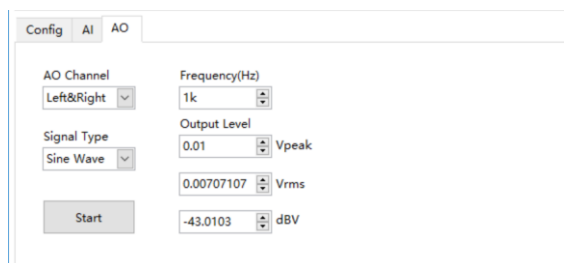 Config AI AO
AO Channel Frequency(Hz)
Left&Right 1k
Output Level
Signal Type
0.01 Vpeak
Sine Wave
0.00707107 Vrms
Start
-43.0103 dBV